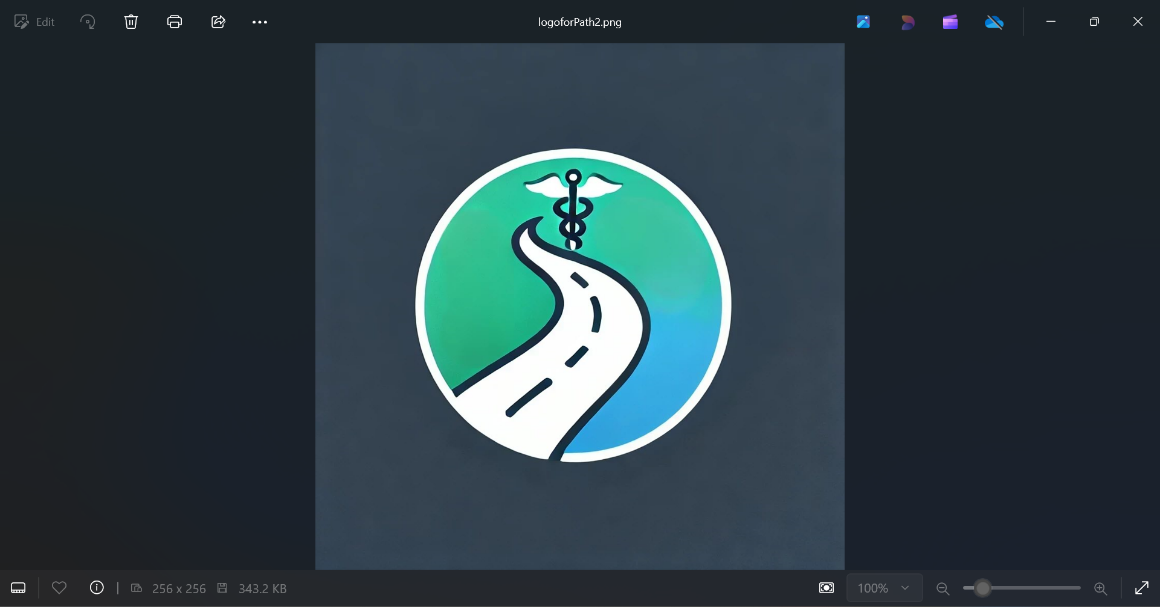 Edit
logoforPath2.png
256 x 256
343.2 KB
100%